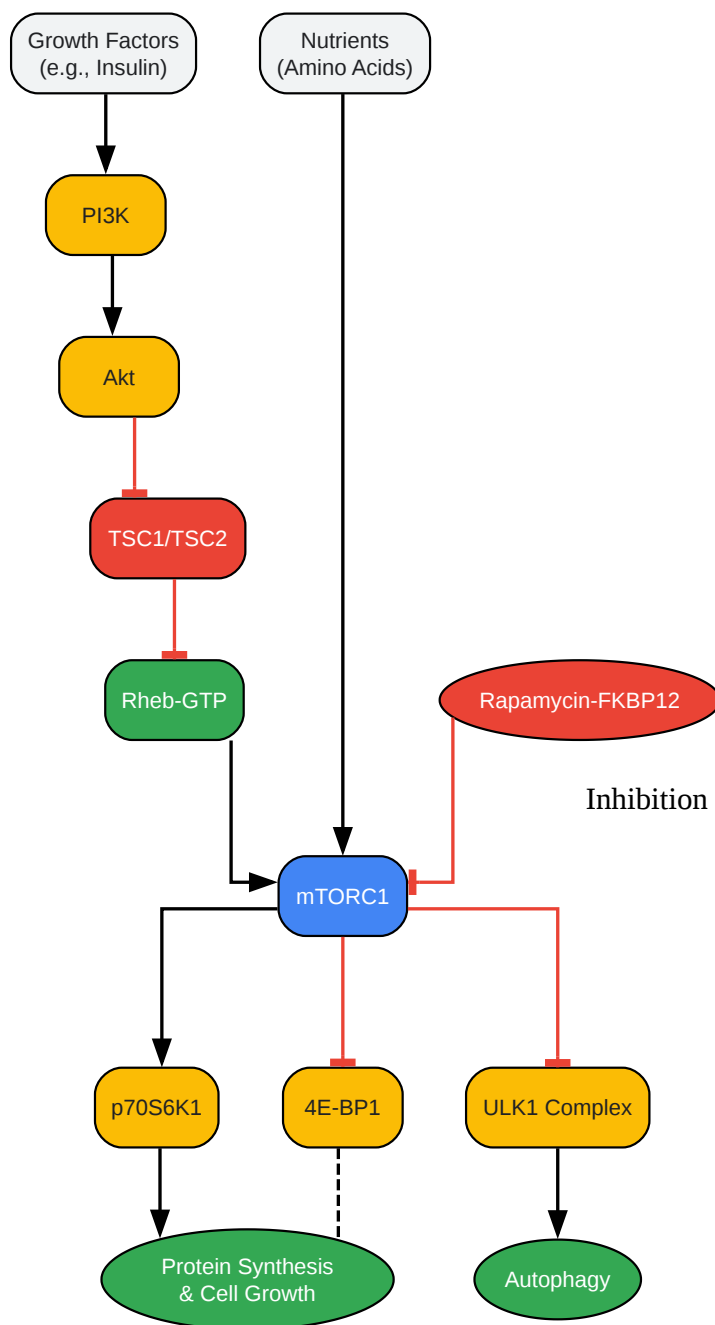 Growth Factors
(e.g., Insulin)
Nutrients
(Amino Acids)
PI3K
Akt
TSC1/TSC2
Rheb-GTP
Rapamycin-FKBP12
Inhibition
mTORC1
p70S6K1
4E-BP1
ULK1 Complex
Protein Synthesis
& Cell Growth
Autophagy